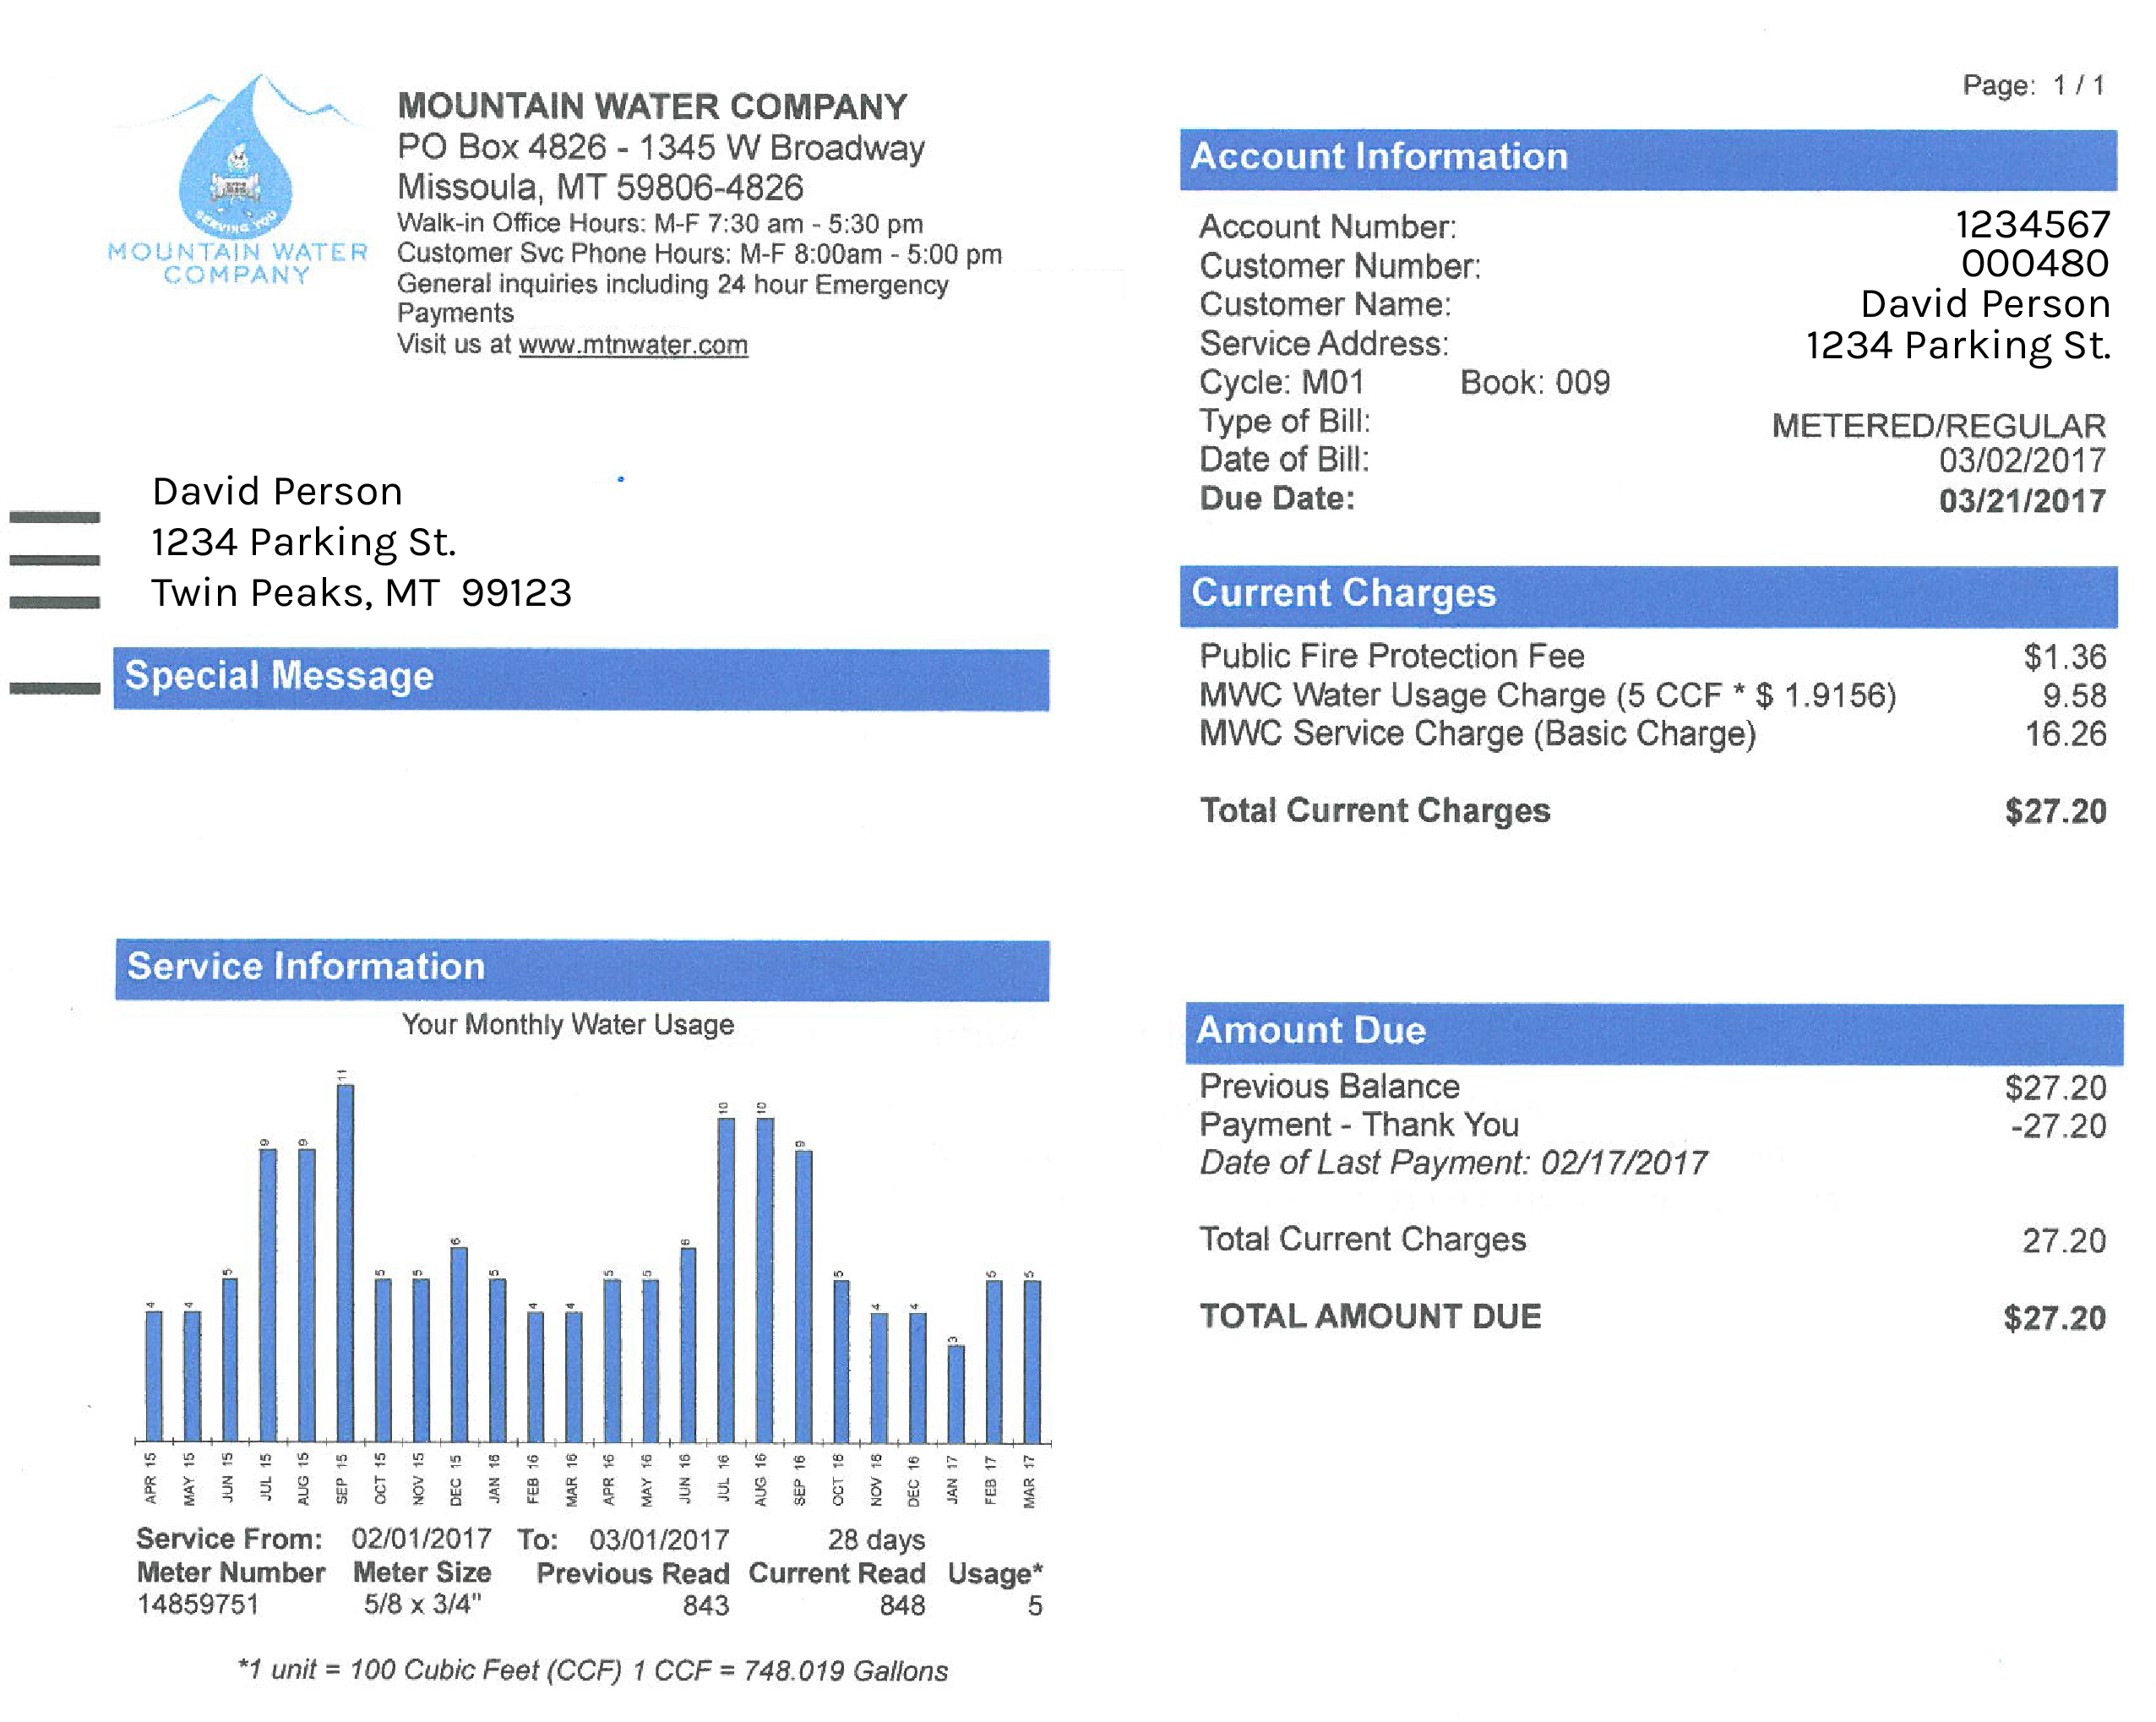 MOUNTAIN WATER COMPANY
PO Box 4826 - 1345 W Broadway
Missoula, MT 59806-4826
Walk-in Office Hours: M-F 7:30 am - 5:30 pm
Customer Svc Phone Hours: M-F 8:00am - 5:00 pm
General inquiries including 24 hour Emergency
Payments
Visit us at www.mtnwater.com
SERVING YOU
MOUNTAIN WATER
COMPANY
David Person
1234 Parking St.
Twin Peaks, MT 99123
Special Message
Service Information
Your Monthly Water Usage
4 4 5 9 9 11 5 5 6 5 4 4 5 5 6 10 10 9 5 4 4 3 5 5
APR 15 MAY 15 JUN 15 JUL 15 AUG 15 SEP 15 OCT 15 NOV 15 DEC 15 JAN 16 FEB 16 MAR 16 APR 16 MAY 16 JUN 16 JUL 16 AUG 16 SEP 16 OCT 16 NOV 16 DEC 16 JAN 17 FEB 17 MAR 17
Service From: 02/01/2017 To: 03/01/2017 28 days
Meter Number Meter Size Previous Read Current Read Usage*
14859751 5/8 x 3/4" 843 848 5
*1 unit = 100 Cubic Feet (CCF) 1 CCF = 748.019 Gallons
Page: 1 / 1
Account Information
Account Number: 1234567
Customer Number: 000480
Customer Name: David Person
Service Address: 1234 Parking St.
Cycle: M01 Book: 009
Type of Bill: METERED/REGULAR
Date of Bill: 03/02/2017
Due Date: 03/21/2017
Current Charges
Public Fire Protection Fee $1.36
MWC Water Usage Charge (5 CCF * $ 1.9156) 9.58
MWC Service Charge (Basic Charge) 16.26
Total Current Charges $27.20
Amount Due
Previous Balance $27.20
Payment - Thank You -27.20
Date of Last Payment: 02/17/2017
Total Current Charges 27.20
TOTAL AMOUNT DUE $27.20